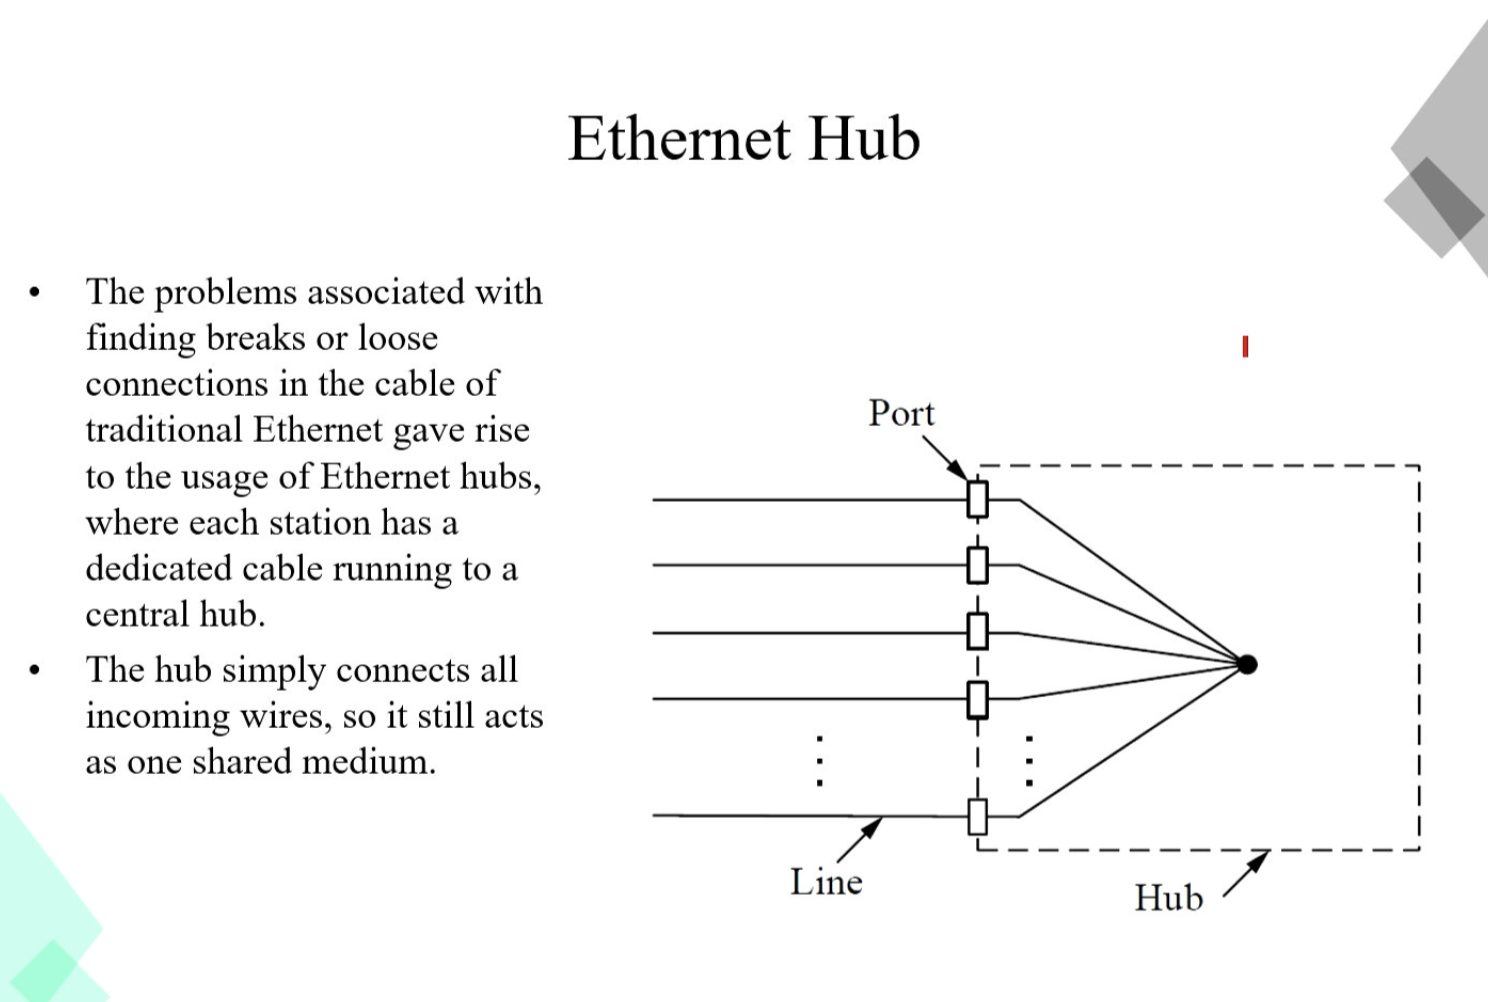 Ethernet Hub
• The problems associated with
finding breaks or loose
connections in the cable of
traditional Ethernet gave rise
to the usage of Ethernet hubs,
where each station has a
dedicated cable running to a
central hub.
• The hub simply connects all
incoming wires, so it still acts
as one shared medium.
Port
Line
Hub